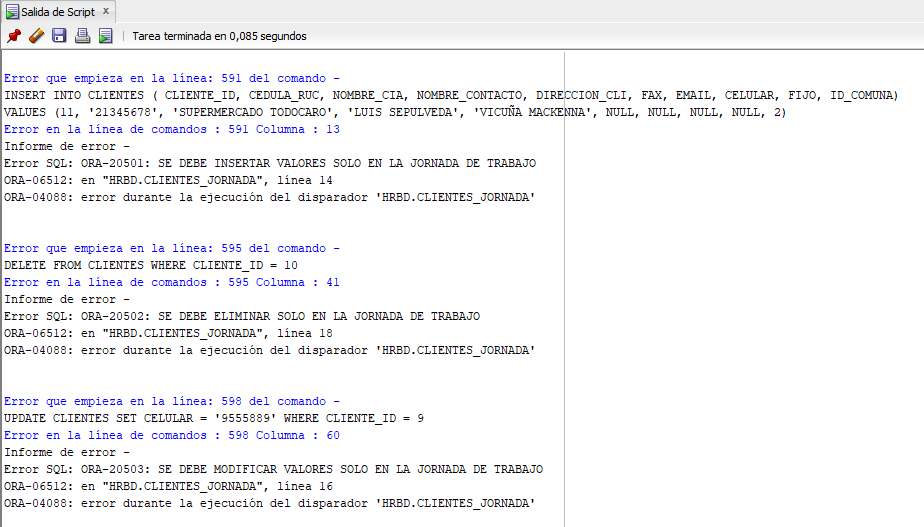 Salida de Script x
Tarea terminada en 0,085 segundos
Error que empieza en la línea: 591 del comando -
INSERT INTO CLIENTES ( CLIENTE_ID, CEDULA_RUC, NOMBRE_CIA, NOMBRE_CONTACTO, DIRECCION_CLI, FAX, EMAIL, CELULAR, FIJO, ID_COMUNA)
VALUES (11, '21345678', 'SUPERMERCADO TODOCARO', 'LUIS SEPULVEDA', 'VICUÑA MACKENNA', NULL, NULL, NULL, NULL, 2)
Error en la línea de comandos : 591 Columna : 13
Informe de error -
Error SQL: ORA-20501: SE DEBE INSERTAR VALORES SOLO EN LA JORNADA DE TRABAJO
ORA-06512: en "HRBD.CLIENTES_JORNADA", línea 14
ORA-04088: error durante la ejecución del disparador 'HRBD.CLIENTES_JORNADA'
Error que empieza en la línea: 595 del comando -
DELETE FROM CLIENTES WHERE CLIENTE_ID = 10
Error en la línea de comandos : 595 Columna : 41
Informe de error -
Error SQL: ORA-20502: SE DEBE ELIMINAR SOLO EN LA JORNADA DE TRABAJO
ORA-06512: en "HRBD.CLIENTES_JORNADA", línea 18
ORA-04088: error durante la ejecución del disparador 'HRBD.CLIENTES_JORNADA'
Error que empieza en la línea: 598 del comando -
UPDATE CLIENTES SET CELULAR = '9555889' WHERE CLIENTE_ID = 9
Error en la línea de comandos : 598 Columna : 60
Informe de error -
Error SQL: ORA-20503: SE DEBE MODIFICAR VALORES SOLO EN LA JORNADA DE TRABAJO
ORA-06512: en "HRBD.CLIENTES_JORNADA", línea 16
ORA-04088: error durante la ejecución del disparador 'HRBD.CLIENTES_JORNADA'